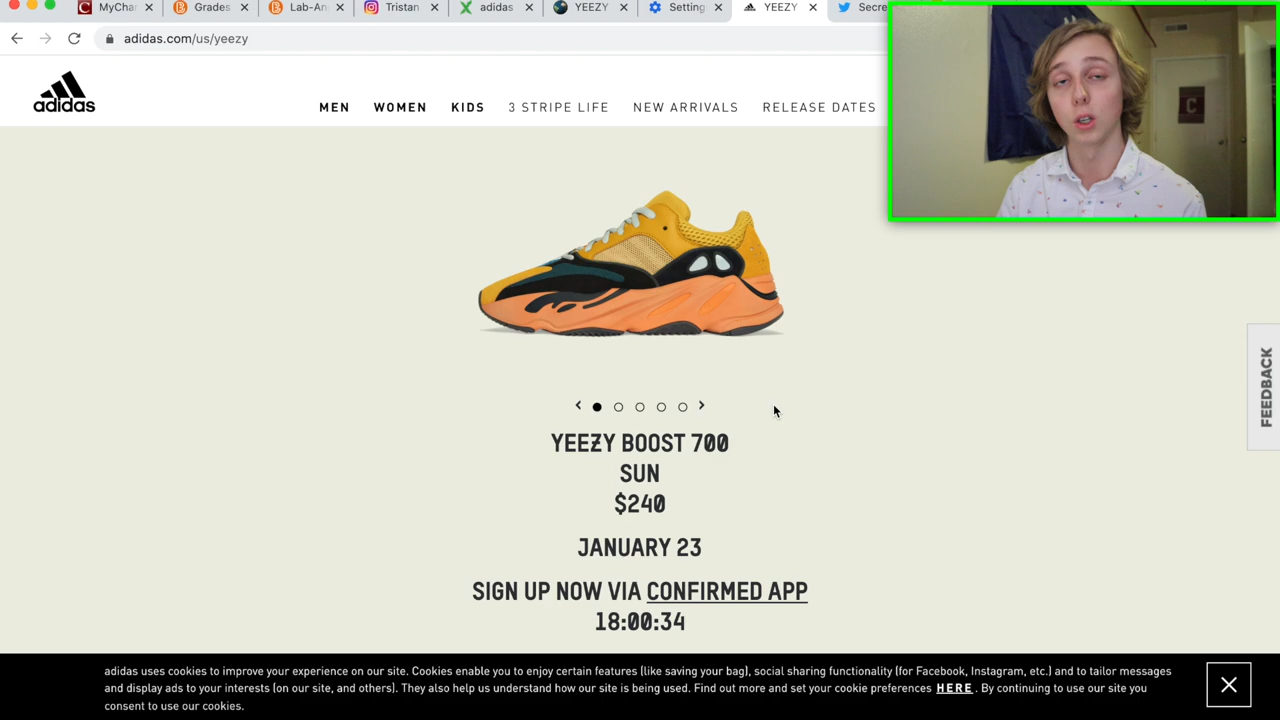 MyChar
Grades
Lab-An
Tristan
adidas
YEEZY
Setting
YEEZY
Secre
adidas.com/us/yeezy
adidas
MEN WOMEN KIDS 3 STRIPE LIFE NEW ARRIVALS RELEASE DATES
C
FEEDBACK
YEEZY BOOST 700
SUN
$240
JANUARY 23
SIGN UP NOW VIA CONFIRMED APP
18:00:34
adidas uses cookies to improve your experience on our site. Cookies enable you to enjoy certain features (like saving your bag), social sharing functionality (for Facebook, Instagram, etc.) and to tailor messages
and display ads to your interests (on our site, and others). They also help us understand how our site is being used. Find out more and set your cookie preferences HERE . By continuing to use our site you
consent to use our cookies.